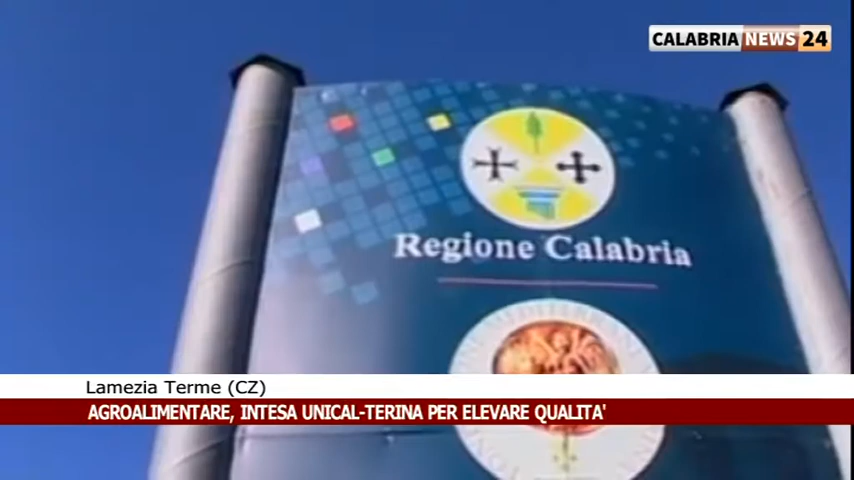 CALABRIA NEWS 24
Regione Calabria
Lamezia Terme (CZ)
AGROALIMENTARE, INTESA UNICAL-TERINA PER ELEVARE QUALITA'